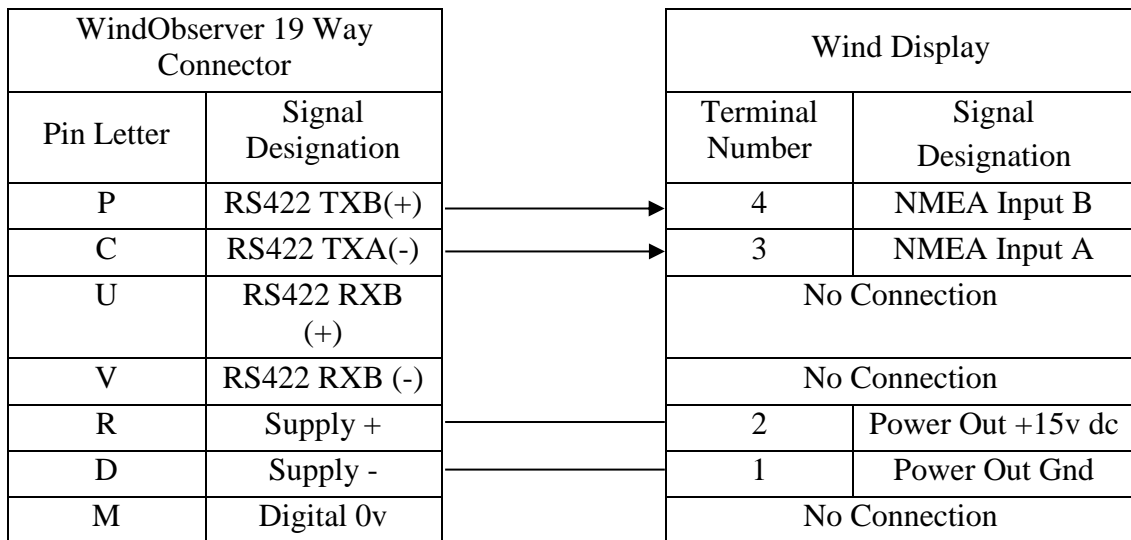 WindObserver 19 Way
Connector
Wind Display
Pin Letter
Signal
Designation
Terminal
Number
Signal
Designation
P RS422 TXB(+) 4 NMEA Input B
C RS422 TXA(-) 3 NMEA Input A
U RS422 RXB
(+)
No Connection
V RS422 RXB (-) No Connection
R Supply + 2 Power Out +15v dc
D Supply - 1 Power Out Gnd
M Digital 0v No Connection